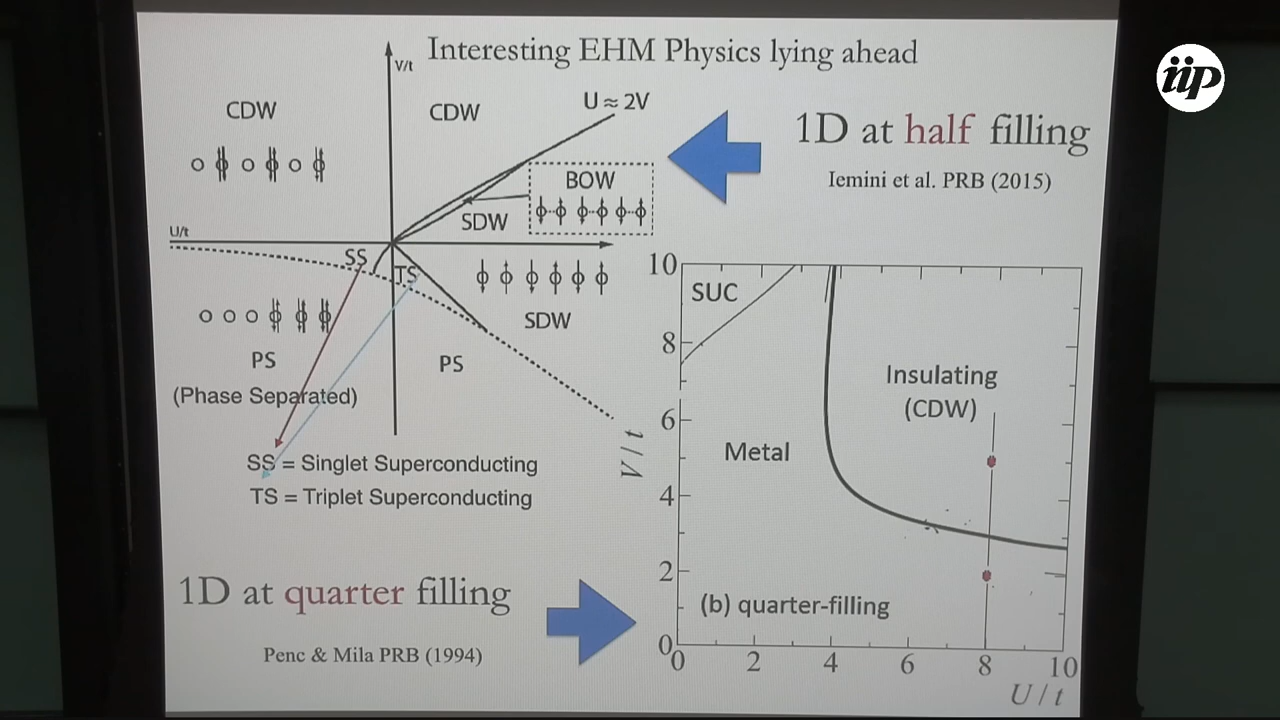 Interesting EHM Physics lying ahead
iip
V/t
CDW
CDW
U ≈ 2V
1D at half filling
Iemini et al. PRB (2015)
BOW
SDW
U/t
SS
TS
SDW
PS
(Phase Separated)
PS
SS = Singlet Superconducting
TS = Triplet Superconducting
1D at quarter filling
Penc & Mila PRB (1994)
10
8
6
4
2
0
V / t
SUC
Metal
Insulating
(CDW)
(b) quarter-filling
0 2 4 6 8 10
U / t